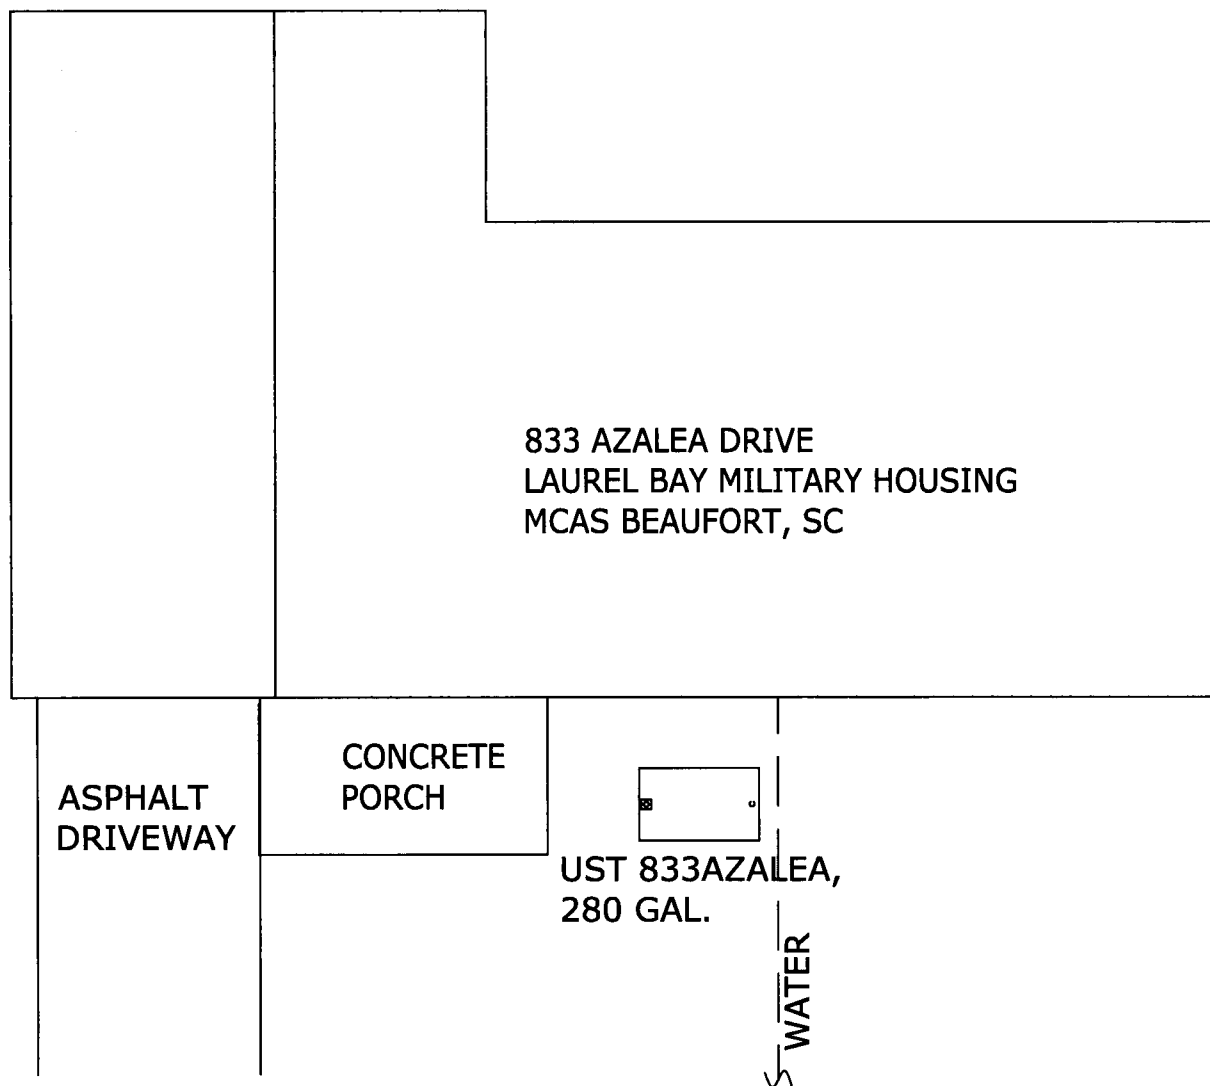 833 AZALEA DRIVE
LAUREL BAY MILITARY HOUSING
MCAS BEAUFORT, SC
CONCRETE
PORCH
ASPHALT
DRIVEWAY
UST 833AZALEA,
280 GAL.
WATER